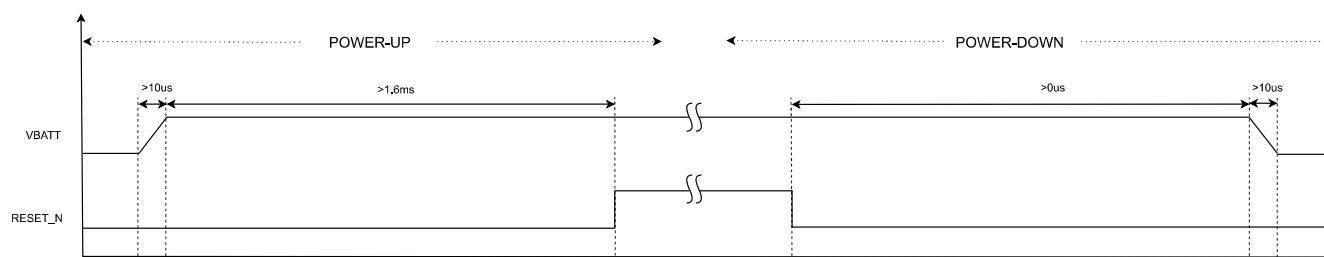 POWER-UP
POWER-DOWN
>10us
>1.6ms
>0us
>10us
VBATT
RESET_N